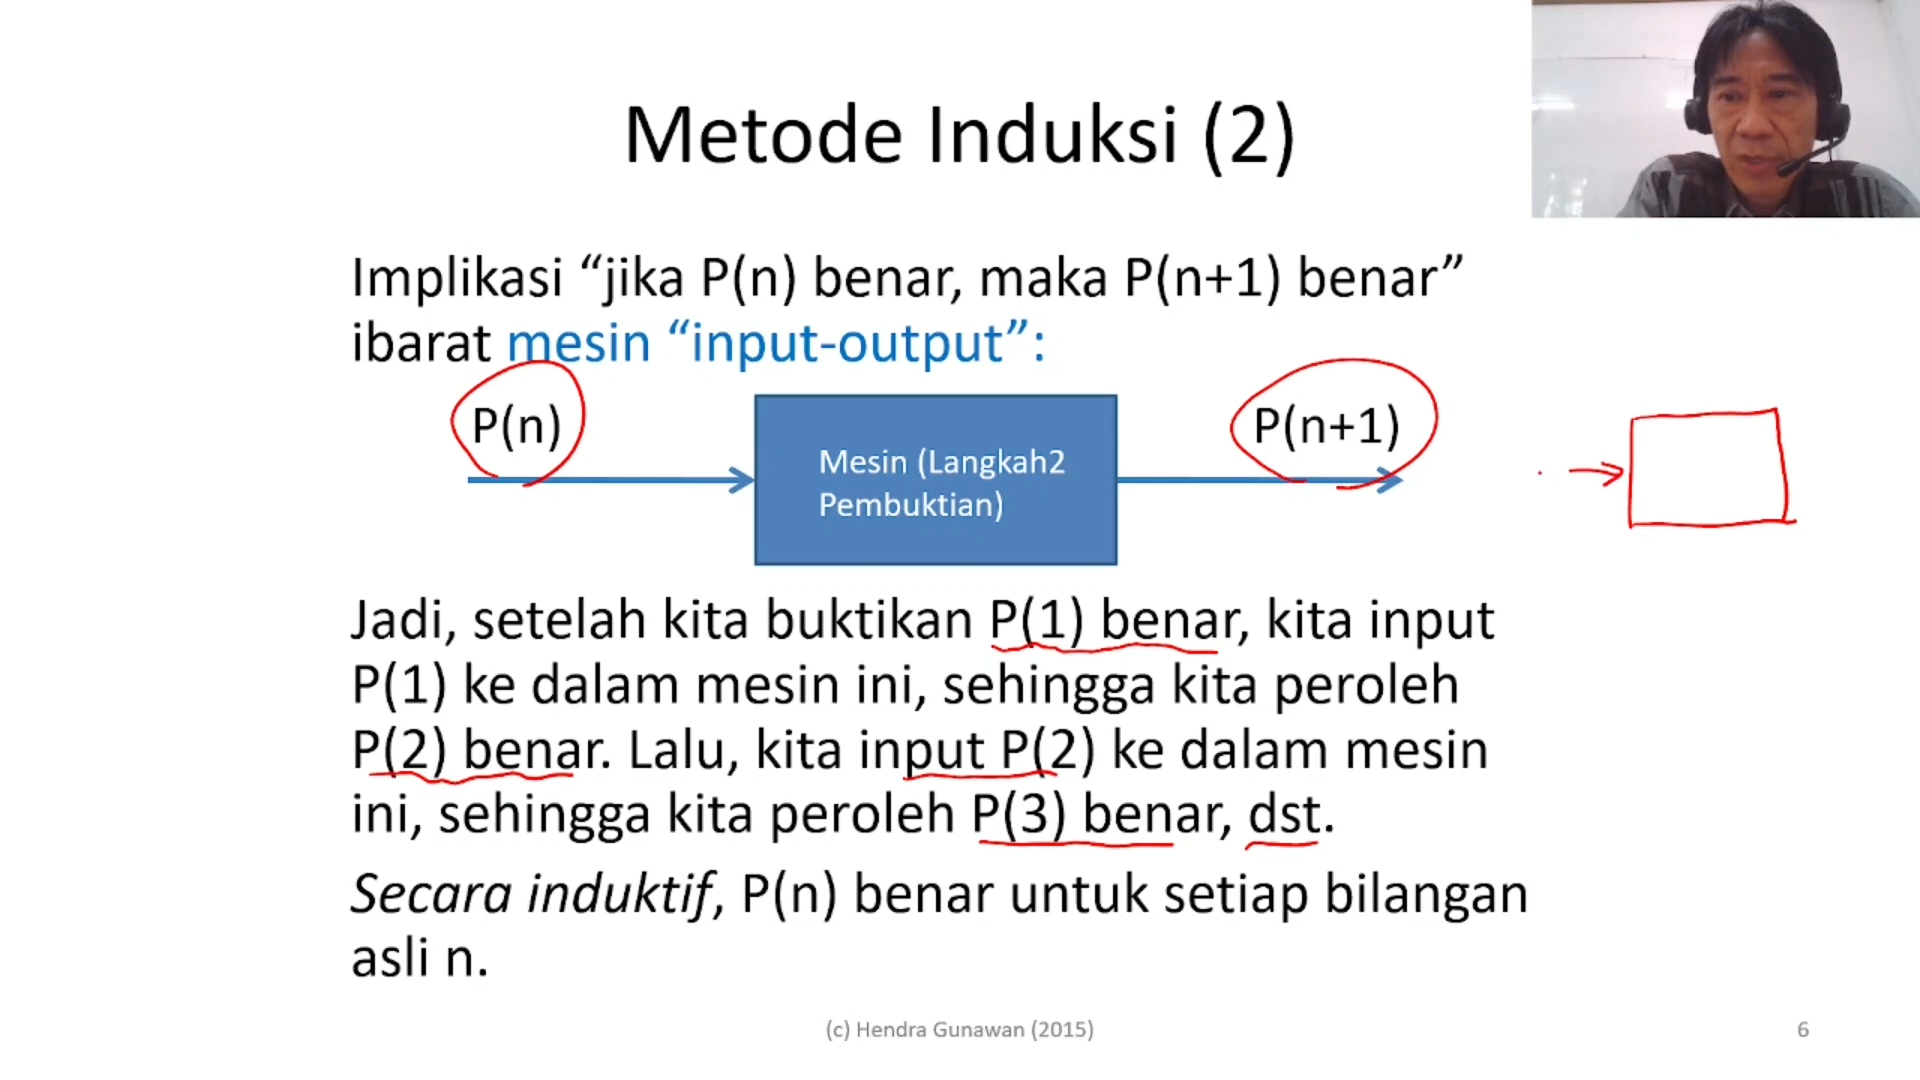 Metode Induksi (2)
Implikasi “jika P(n) benar, maka P(n+1) benar”
ibarat mesin “input-output”:
P(n)
P(n+1)
Mesin (Langkah2
Pembuktian)
Jadi, setelah kita buktikan P(1) benar, kita input
P(1) ke dalam mesin ini, sehingga kita peroleh
P(2) benar. Lalu, kita input P(2) ke dalam mesin
ini, sehingga kita peroleh P(3) benar, dst.
Secara induktif, P(n) benar untuk setiap bilangan
asli n.
(c) Hendra Gunawan (2015)
6